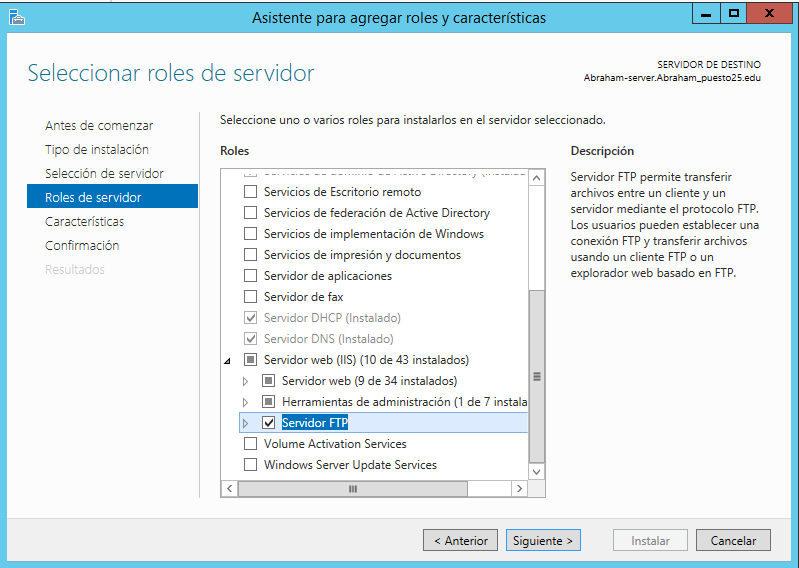 Asistente para agregar roles y características
Seleccionar roles de servidor
SERVIDOR DE DESTINO
Abraham-server.Abraham_puesto25.edu
Antes de comenzar
Tipo de instalación
Selección de servidor
Roles de servidor
Características
Confirmación
Resultados
Seleccione uno o varios roles para instalarlos en el servidor seleccionado.
Roles
Servicios de dominio de Active Directory (Instalado
Servicios de Escritorio remoto
Servicios de federación de Active Directory
Servicios de implementación de Windows
Servicios de impresión y documentos
Servidor de aplicaciones
Servidor de fax
Servidor DHCP (Instalado)
Servidor DNS (Instalado)
Servidor web (IIS) (10 de 43 instalados)
Servidor web (9 de 34 instalados)
Herramientas de administración (1 de 7 instala
Servidor FTP
Volume Activation Services
Windows Server Update Services
Descripción
Servidor FTP permite transferir
archivos entre un cliente y un
servidor mediante el protocolo FTP.
Los usuarios pueden establecer una
conexión FTP y transferir archivos
usando un cliente FTP o un
explorador web basado en FTP.
< Anterior
Siguiente >
Instalar
Cancelar